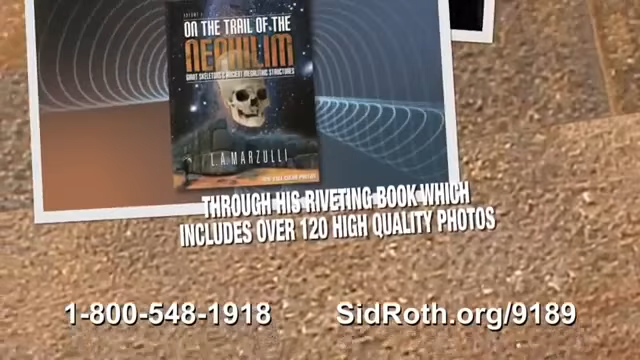 ON THE TRAIL OF THE
NEPHILIM
GIANT SKELETONS & ANCIENT MEGALITHIC STRUCTURES
L.A. MARZULLI
THROUGH HIS RIVETING BOOK WHICH
INCLUDES OVER 120 HIGH QUALITY PHOTOS
1-800-548-1918
SidRoth.org/9189